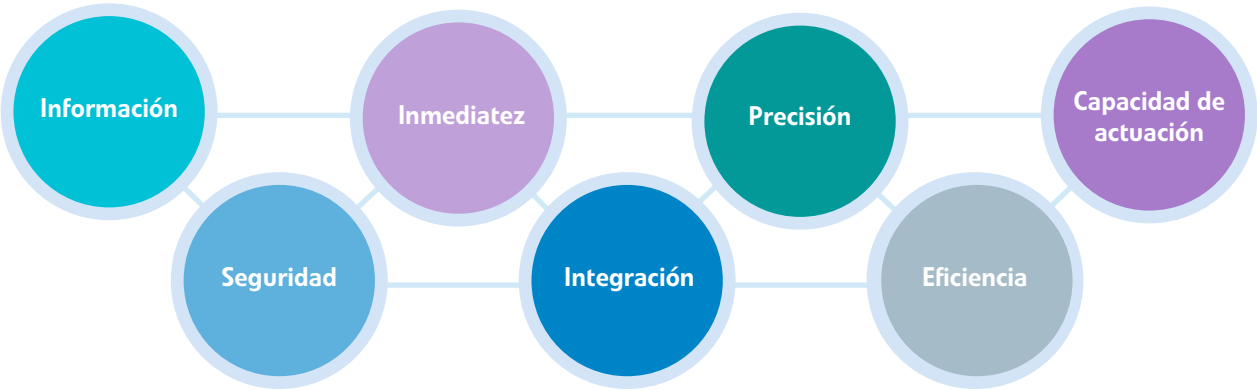 Información
Inmediatez
Precisión
Capacidad de
actuación
Seguridad
Integración
Eficiencia